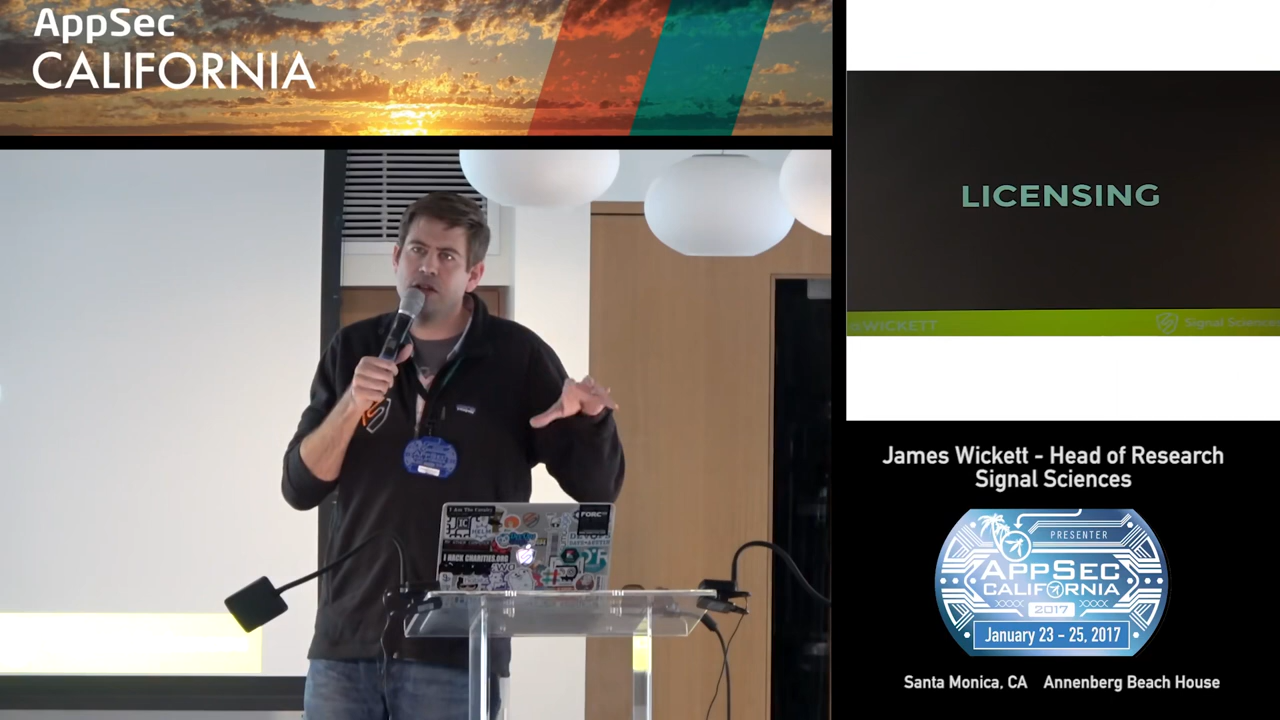 AppSec
CALIFORNIA
LICENSING
WICKETT
Signal Science
I HACK CHARITIES.ORG
James Wickett - Head of Research
Signal Sciences
PRESENTER
APPSEC
CALIFORNIA
2017
January 23 - 25, 2017
Santa Monica, CA Annenberg Beach House